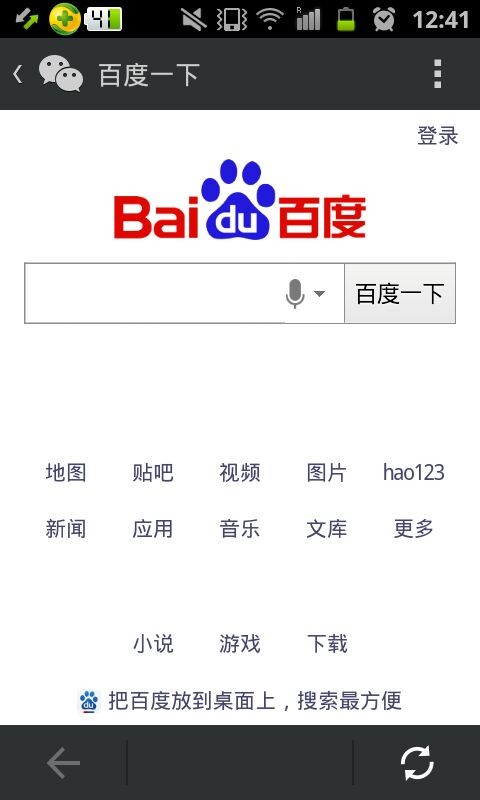 41 R 12:41
百度一下
登录
Bai du 百度
百度一下
地图 贴吧 视频 图片 hao123
新闻 应用 音乐 文库 更多
小说 游戏 下载
du 把百度放到桌面上，搜索最方便